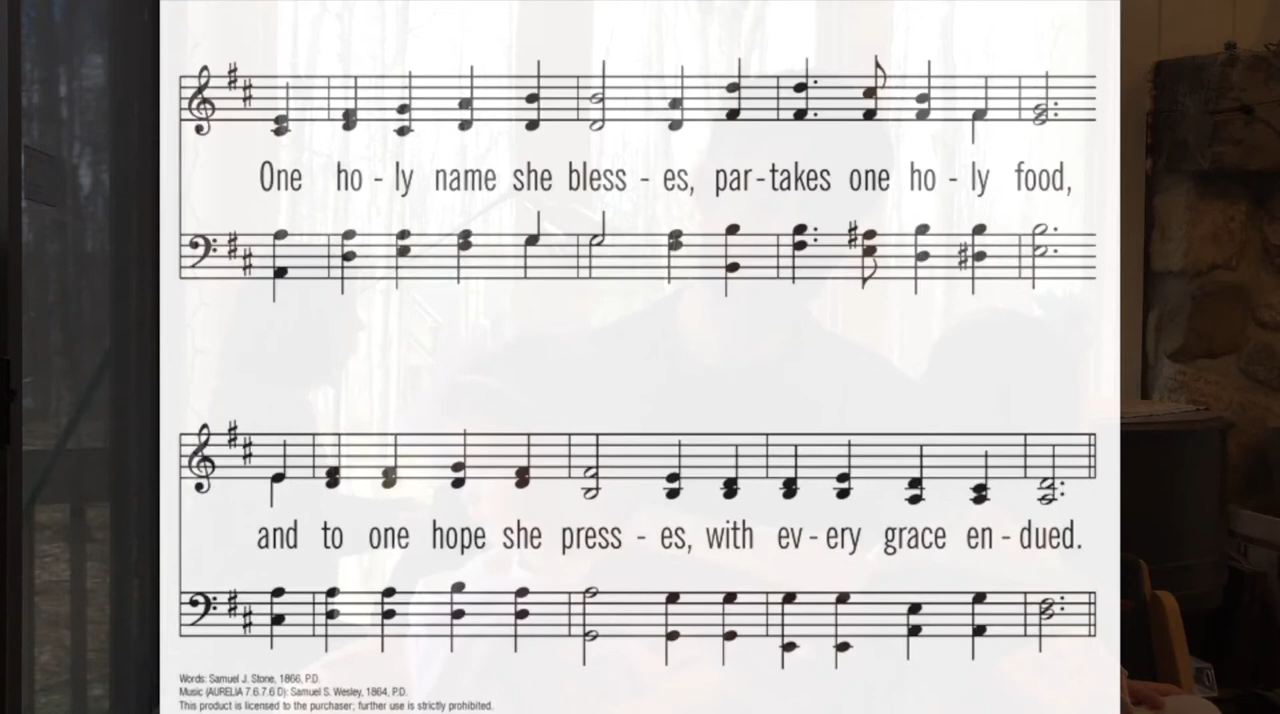 One ho - ly name she bless - es, par - takes one ho - ly food,
and to one hope she press - es, with ev - ery grace en - dued.
Words: Samuel J. Stone, 1866, P.D.
Music (AURELIA 7.6.7.6 D): Samuel S. Wesley, 1864, P.D.
This product is licensed to the purchaser; further use is strictly prohibited.